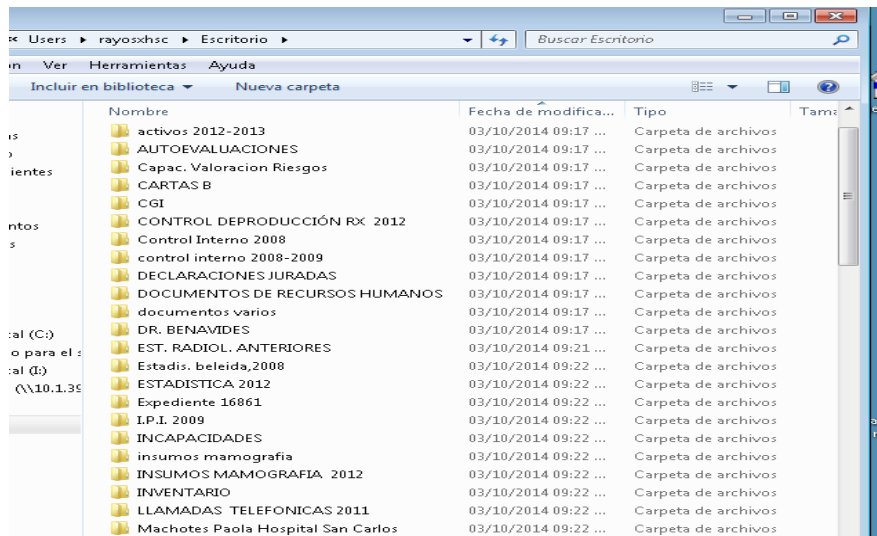 Users ▸ rayosxhsc ▸ Escritorio ▸ Buscar Escritorio
Ver Herramientas Ayuda
Incluir en biblioteca Nueva carpeta
Nombre Fecha de modifica... Tipo
activos 2012-2013 03/10/2014 09:17 ... Carpeta de archivos
AUTOEVALUACIONES 03/10/2014 09:17 ... Carpeta de archivos
Capac. Valoracion Riesgos 03/10/2014 09:17 ... Carpeta de archivos
CARTAS B 03/10/2014 09:17 ... Carpeta de archivos
CGI 03/10/2014 09:17 ... Carpeta de archivos
CONTROL DEPRODUCCIÓN RX 2012 03/10/2014 09:17 ... Carpeta de archivos
Control Interno 2008 03/10/2014 09:17 ... Carpeta de archivos
control interno 2008-2009 03/10/2014 09:17 ... Carpeta de archivos
DECLARACIONES JURADAS 03/10/2014 09:17 ... Carpeta de archivos
DOCUMENTOS DE RECURSOS HUMANOS 03/10/2014 09:17 ... Carpeta de archivos
documentos varios 03/10/2014 09:17 ... Carpeta de archivos
DR. BENAVIDES 03/10/2014 09:17 ... Carpeta de archivos
EST. RADIOL. ANTERIORES 03/10/2014 09:21 ... Carpeta de archivos
Estadis. beleida,2008 03/10/2014 09:22 ... Carpeta de archivos
ESTADISTICA 2012 03/10/2014 09:22 ... Carpeta de archivos
Expediente 16861 03/10/2014 09:22 ... Carpeta de archivos
I.P.I. 2009 03/10/2014 09:22 ... Carpeta de archivos
INCAPACIDADES 03/10/2014 09:22 ... Carpeta de archivos
insumos mamografia 03/10/2014 09:22 ... Carpeta de archivos
INSUMOS MAMOGRAFIA 2012 03/10/2014 09:22 ... Carpeta de archivos
INVENTARIO 03/10/2014 09:22 ... Carpeta de archivos
LLAMADAS TELEFONICAS 2011 03/10/2014 09:22 ... Carpeta de archivos
Machotes Paola Hospital San Carlos 03/10/2014 09:22 ... Carpeta de archivos
ientes
ntos
al (C:)
o para el s
al (I:)
(\\10.1.39